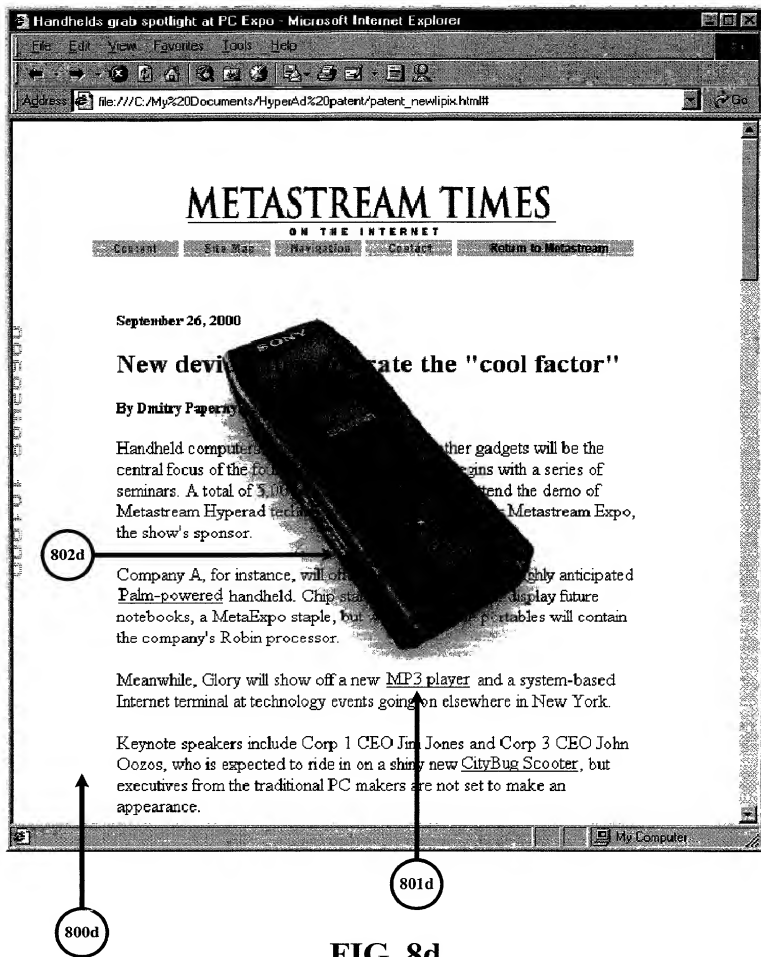 Handhelds grab spotlight at PC Expo - Microsoft Internet Explorer
File Edit View Favorites Tools Help
Address file:///C:/My%20Documents/HyperAd%20patent/patent_newlipix.html# Go
METASTREAM TIMES
ON THE INTERNET
Content Site Map Navigation Contact Return to Metastream
September 26, 2000
SONY
New devi ate the "cool factor"
By Dmitry
Handheld ther gadgets will be the
central focus of the gins with a series of
seminars. A total of tend the demo of
Metastream Hyperad Metastream Expo,
the show's sponsor.
802d
Company A, for instance, will ghly anticipated
Palm-powered handheld. Chip display future
notebooks, a MetaExpo staple, but will contain
the company's Robin processor.
Meanwhile, Glory will show off a new MP3 player and a system-based
Internet terminal at technology events going on elsewhere in New York.
Keynote speakers include Corp 1 CEO Jim Jones and Corp 3 CEO John
Oozos, who is expected to ride in on a shiny new CityBug Scooter, but
executives from the traditional PC makers are not set to make an
appearance.
My Computer
801d
800d
FIG. 8d